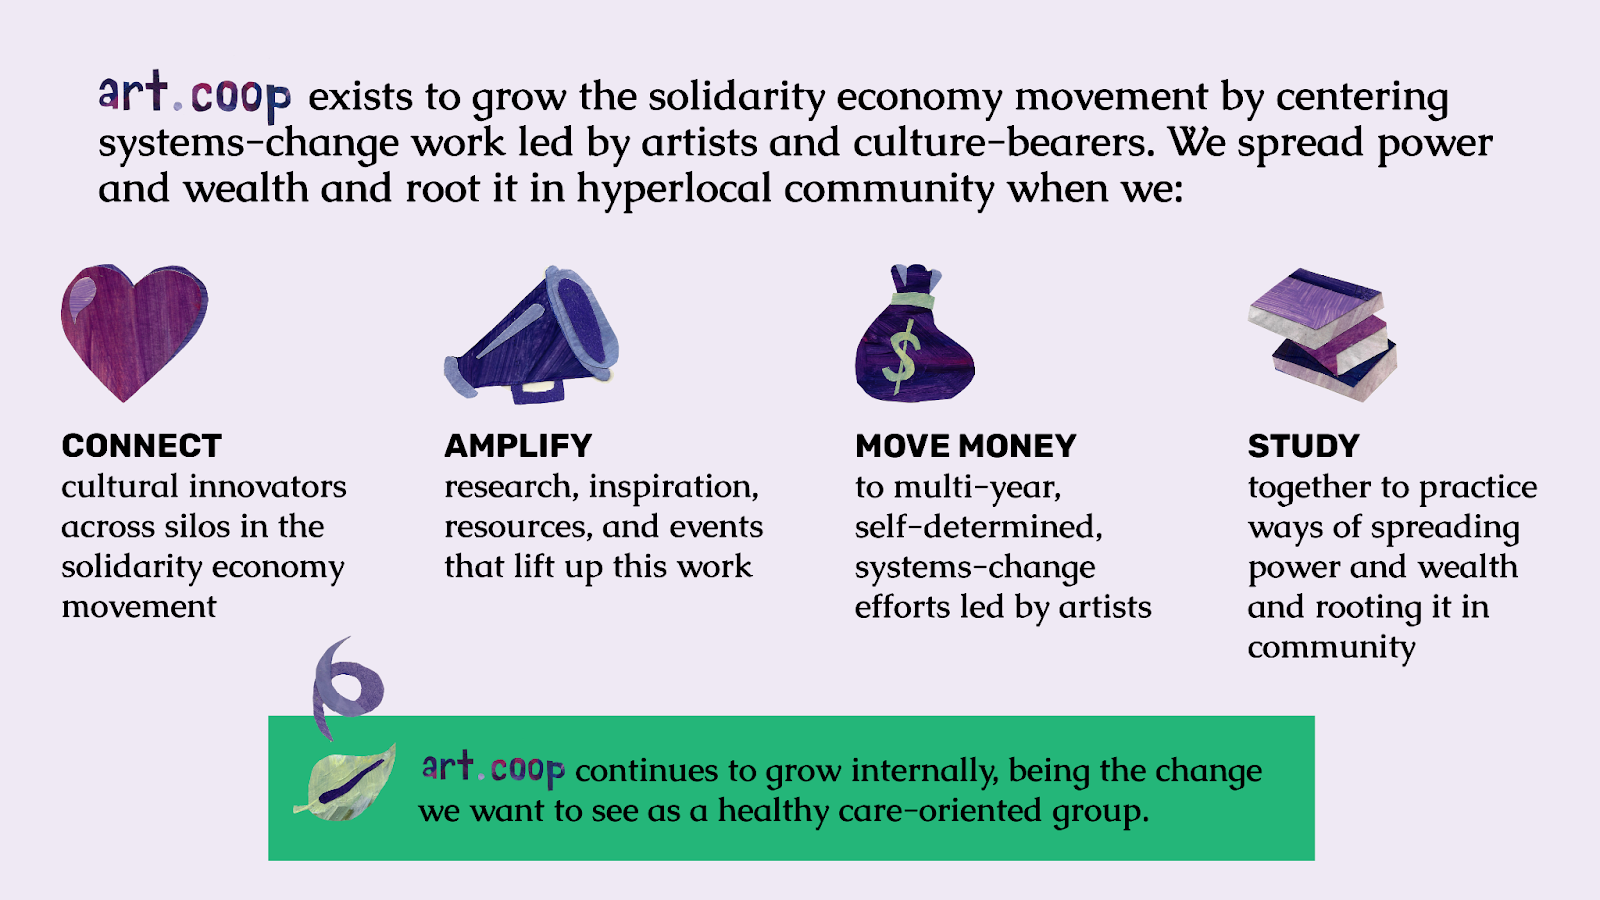 art.coop exists to grow the solidarity economy movement by centering
systems-change work led by artists and culture-bearers. We spread power
and wealth and root it in hyperlocal community when we:
CONNECT
cultural innovators
across silos in the
solidarity economy
movement
AMPLIFY
research, inspiration,
resources, and events
that lift up this work
$
MOVE MONEY
to multi-year,
self-determined,
systems-change
efforts led by artists
STUDY
together to practice
ways of spreading
power and wealth
and rooting it in
community
art.coop continues to grow internally, being the change
we want to see as a healthy care-oriented group.